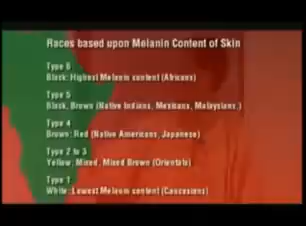 Races based upon Melanin Content of Skin
Type 6
Black: Highest Melanin content (Africans)
Type 5
Black, Brown (Native Indians, Mexicans, Malaysians.)
Type 4
Brown: Red (Native Americans, Japanese)
Type 2 to 3
Yellow, Mixed, Mixed Brown (Orientals)
Type 1:
White: Lowest Melanin content (Caucasians)